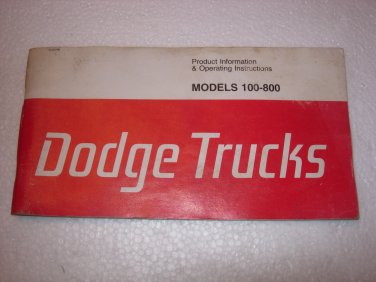 Product Information
& Operating Instructions
MODELS 100-800
Dodge Trucks